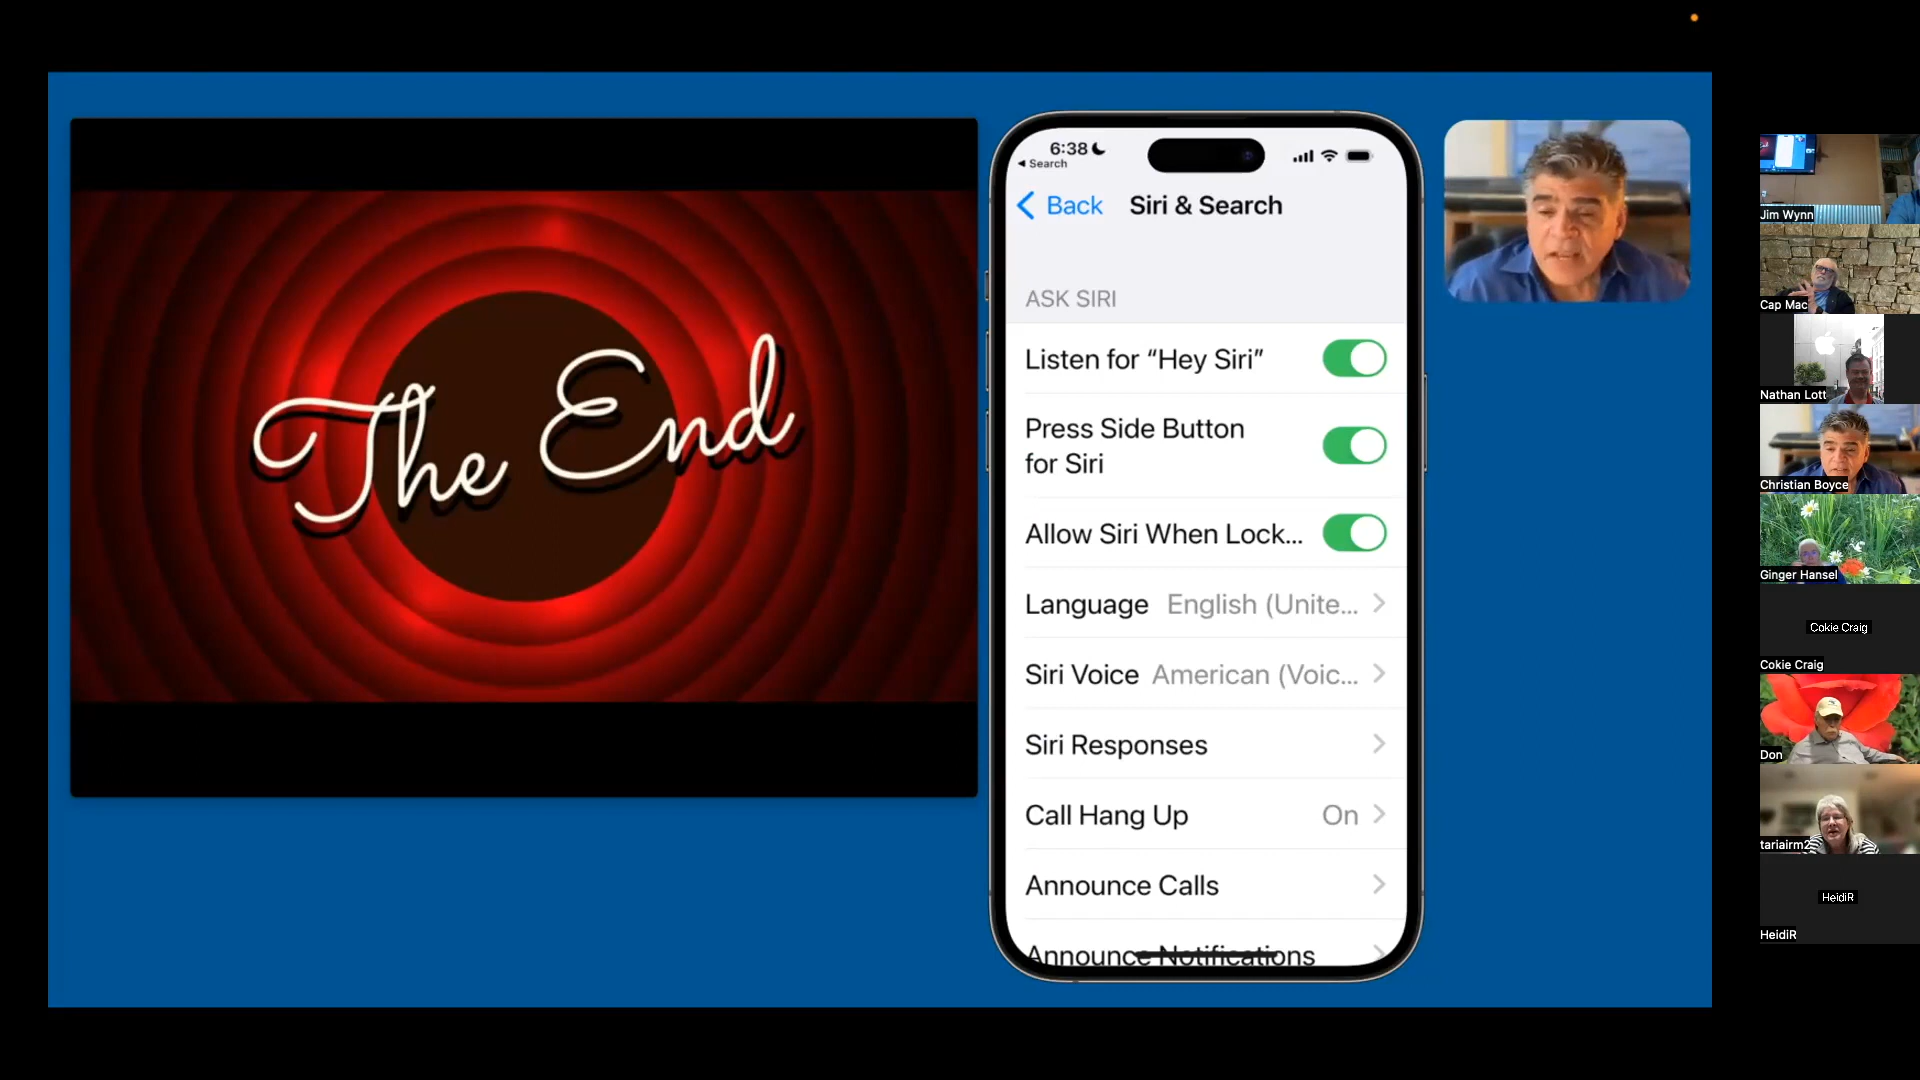 The End
6:38
Search
Back
Siri & Search
ASK SIRI
Listen for “Hey Siri”
Press Side Button
for Siri
Allow Siri When Lock...
Language English (Unite...
Siri Voice American (Voic...
Siri Responses
Call Hang Up On
Announce Calls
Announce Notifications
Jim Wynn
Cap Mac
Nathan Lott
Christian Boyce
Ginger Hansel
Cokie Craig
Cokie Craig
Don
tariairm2
HeidiR
HeidiR